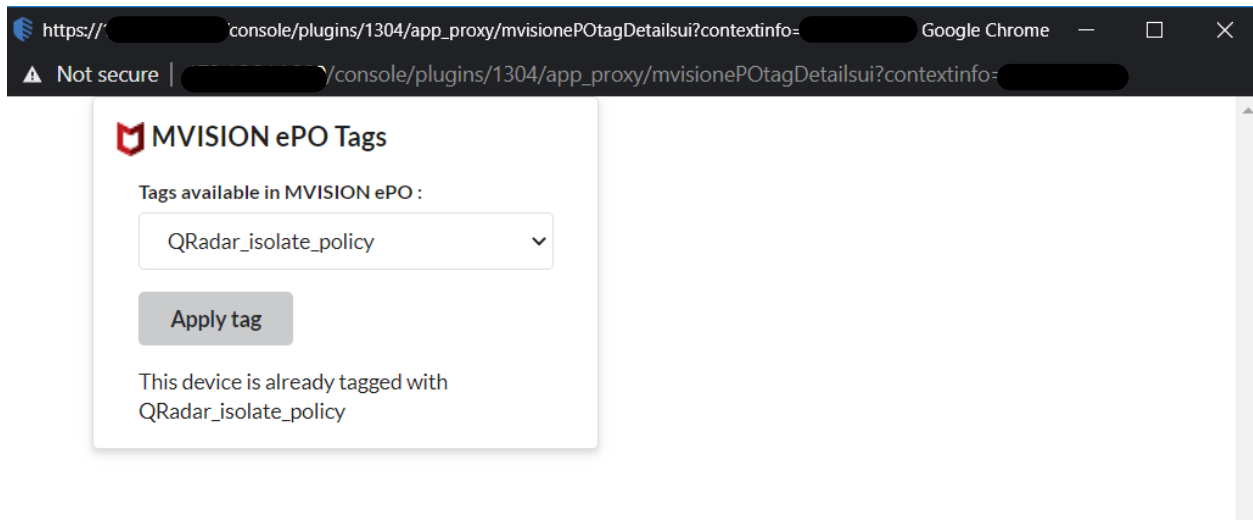 https:// /console/plugins/1304/app_proxy/mvisionePOtagDetailsui?contextinfo= Google Chrome
Not secure | /console/plugins/1304/app_proxy/mvisionePOtagDetailsui?contextinfo=
MVISION ePO Tags
Tags available in MVISION ePO :
QRadar_isolate_policy
Apply tag
This device is already tagged with
QRadar_isolate_policy